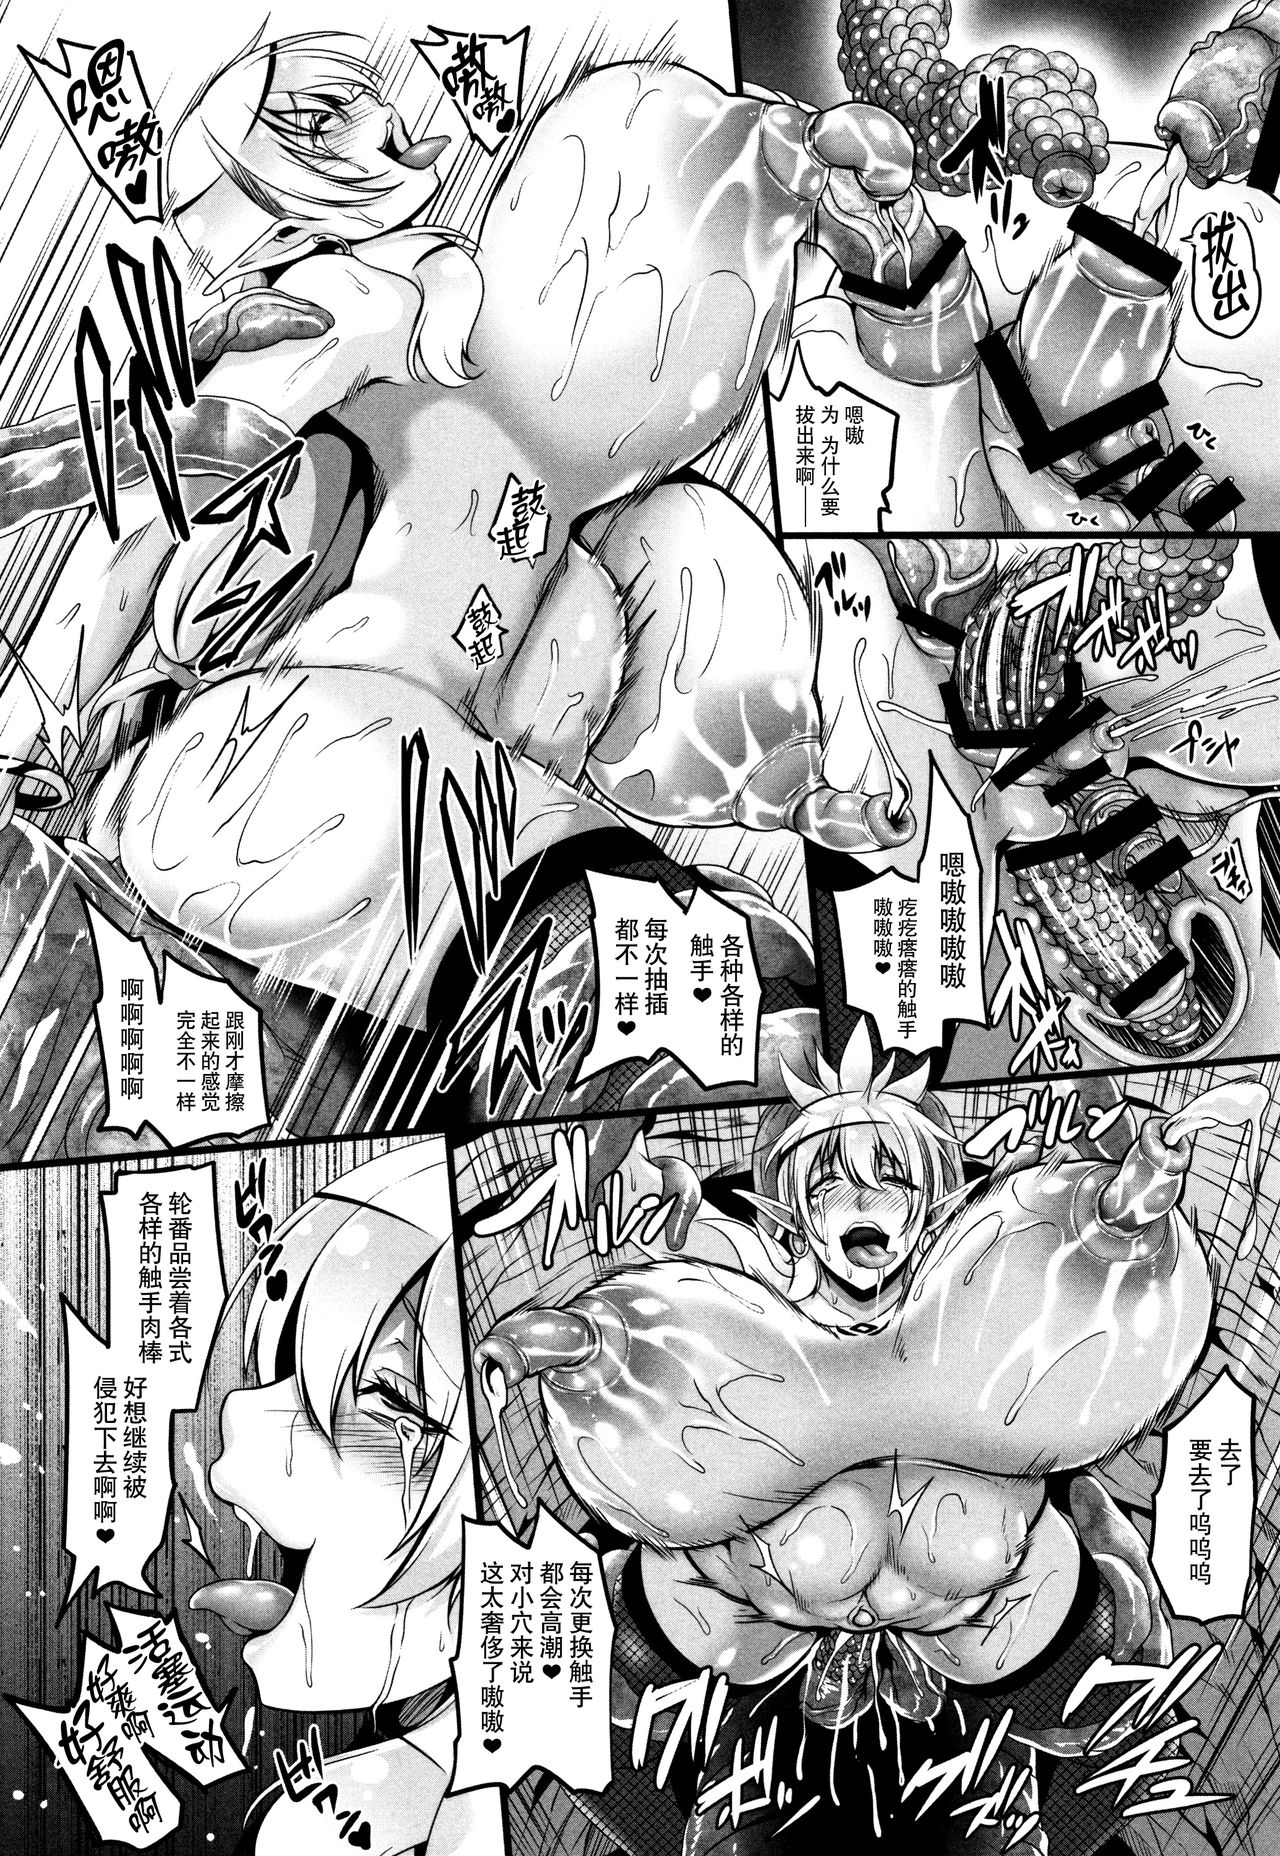 拔出
嗯嗷
为 为什么要
拔出来啊——
嗷嗷♥
嗯嗷♥
鼓起
鼓起
嗯嗷嗷嗷嗷
疙疙瘩瘩的触手
嗷嗷嗷♥
各种各样的
触手♥
每次抽插
都不一样♥
跟刚才摩擦
起来的感觉
完全不一样
啊啊啊啊啊
去了
要去了呜呜呜
每次更换触手
都会高潮♥
对小穴来说
这太奢侈了嗷嗷♥
轮番品尝着各式
各样的触手肉棒
好想继续被
侵犯下去啊啊♥
活塞运动
好爽啊
好舒服啊